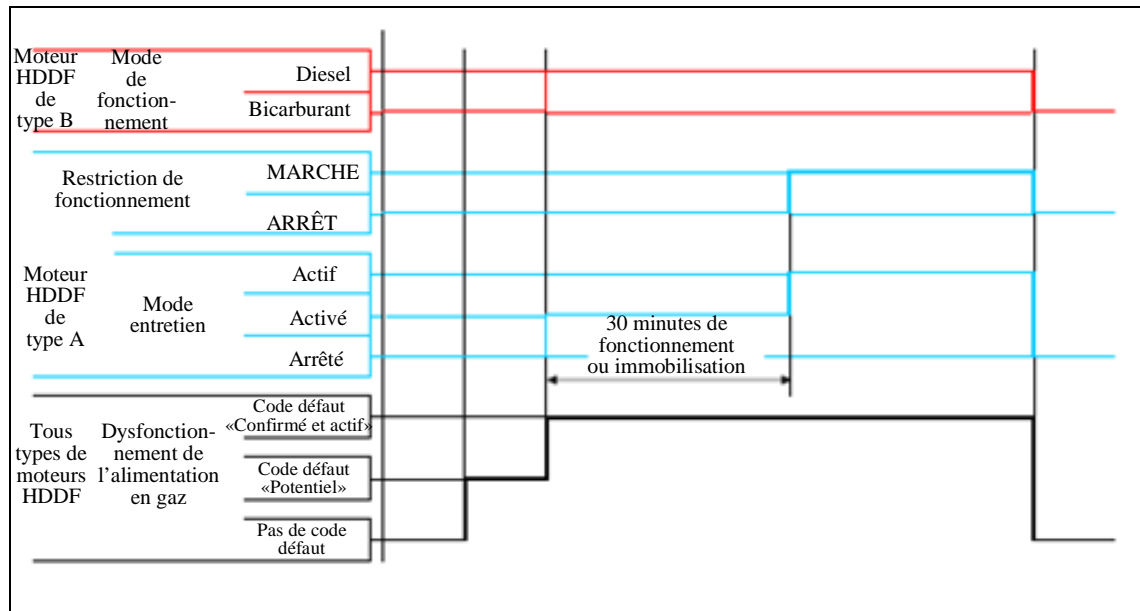 Moteur
HDDF
de
type B
Mode
de
fonction-
nement
Diesel
Bicarburant
Restriction de
fonctionnement
MARCHE
ARRÊT
Moteur
HDDF
de
type A
Mode
entretien
Actif
Activé
Arrêté
30 minutes de
fonctionnement
ou immobilisation
Tous
types de
moteurs
HDDF
Dysfonction-
nement de
l’alimentation
en gaz
Code défaut
«Confirmé et actif»
Code défaut
«Potentiel»
Pas de code
défaut